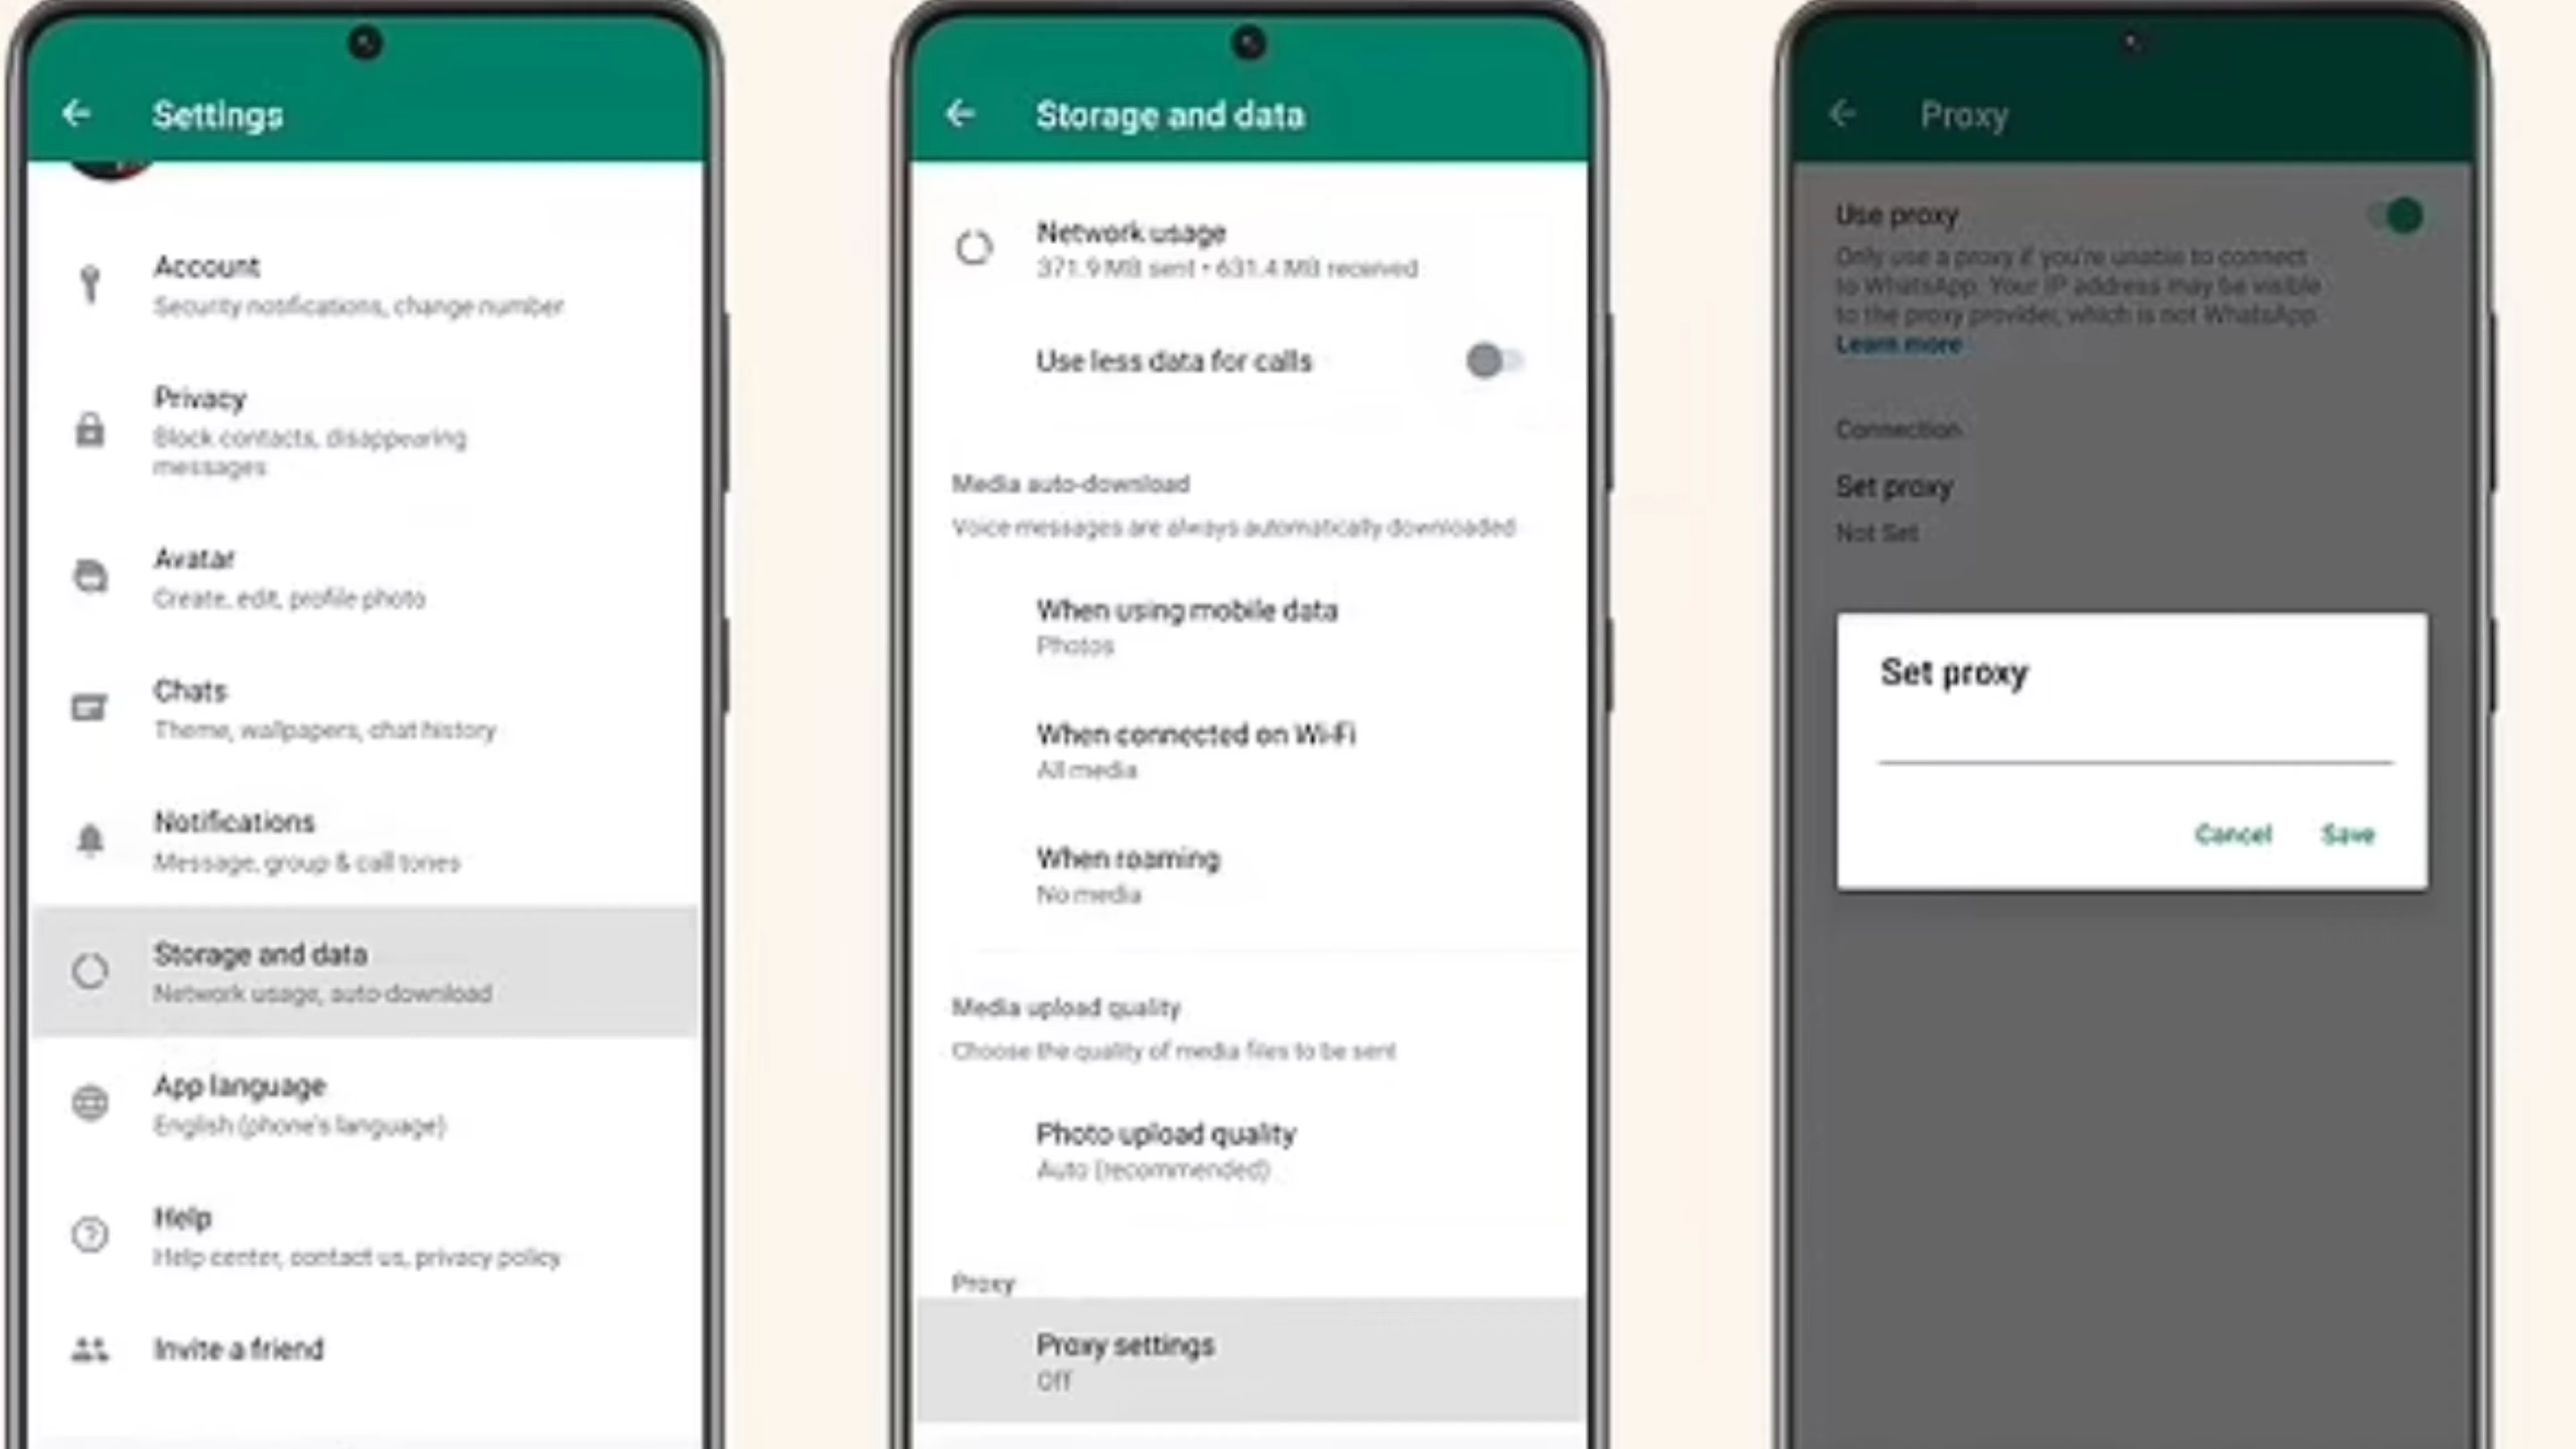 Settings
Account
Security notifications, change number
Privacy
Block contacts, disappearing
messages
Avatar
Create, edit, profile photo
Chats
Theme, wallpapers, chat history
Notifications
Message, group & call tones
Storage and data
Network usage, auto-download
App language
English (phone's language)
Help
Help center, contact us, privacy policy
Invite a friend
Storage and data
Network usage
371.9 MB sent • 631.4 MB received
Use less data for calls
Media auto-download
Voice messages are always automatically downloaded
When using mobile data
Photos
When connected on Wi-Fi
All media
When roaming
No media
Media upload quality
Choose the quality of media files to be sent
Photo upload quality
Auto (recommended)
Proxy
Proxy settings
Off
Proxy
Use proxy
Only use a proxy if you're unable to connect
to WhatsApp. Your IP address may be visible
to the proxy provider, which is not WhatsApp.
Learn more
Connection
Set proxy
Not Set
Set proxy
Cancel Save